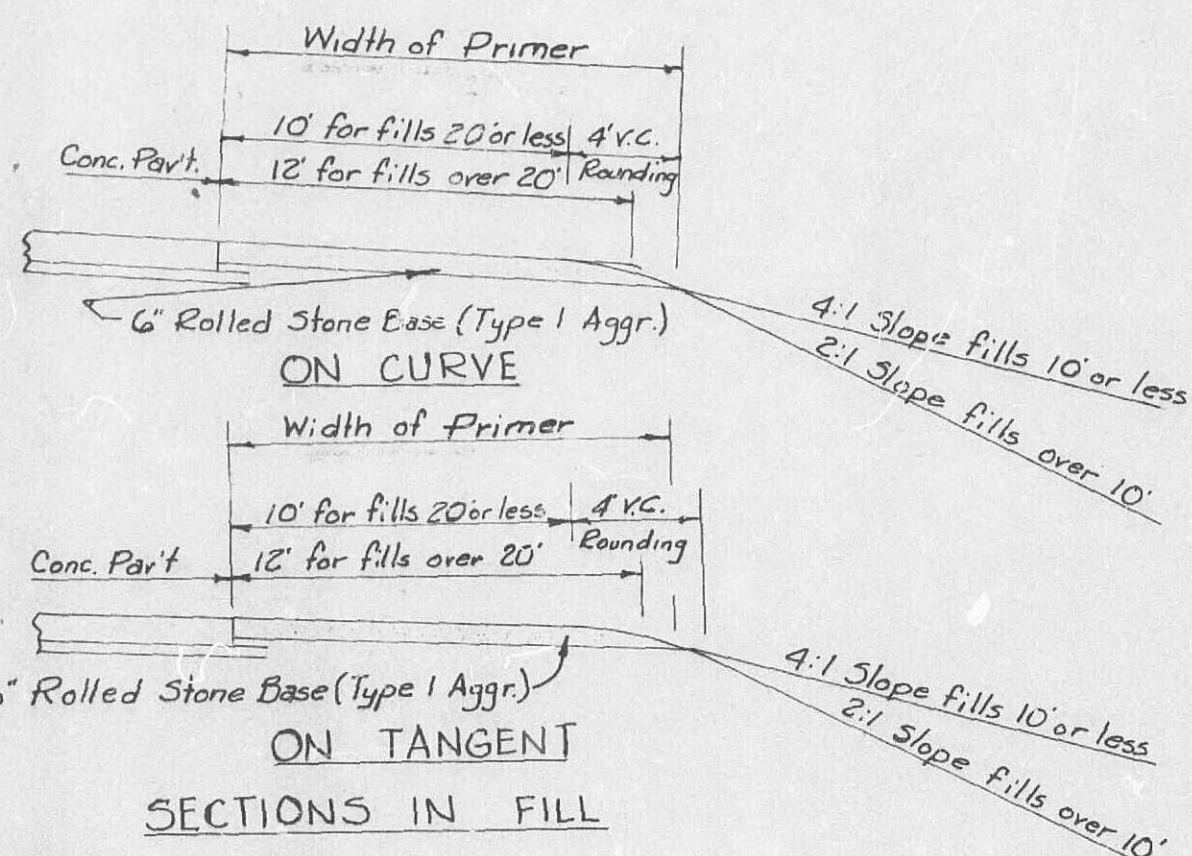 Width of Primer
10' for fills 20' or less
4' V.C.
Conc. Pav't.
12' for fills over 20'
Rounding
6" Rolled Stone Base (Type 1 Aggr.)
4:1 Slope fills 10' or less
2:1 Slope fills over 10'
ON CURVE
Width of Primer
10' for fills 20' or less
4' V.C.
Conc. Pav't
12' for fills over 20'
Rounding
" Rolled Stone Base (Type 1 Aggr.)
4:1 Slope fills 10' or less
2:1 Slope fills over 10'
ON TANGENT
SECTIONS IN FILL